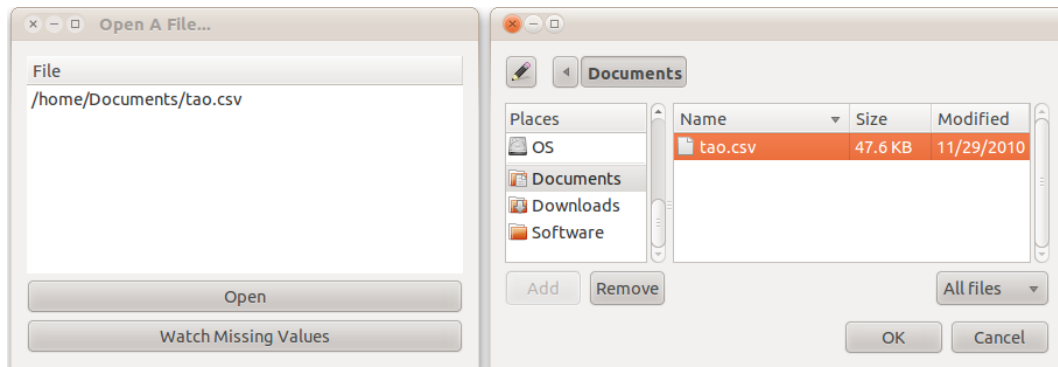 Open A File...
File
/home/Documents/tao.csv
Open
Watch Missing Values
Documents
Places
OS
Documents
Downloads
Software
Name Size Modified
tao.csv 47.6 KB 11/29/2010
Add Remove
All files
OK Cancel